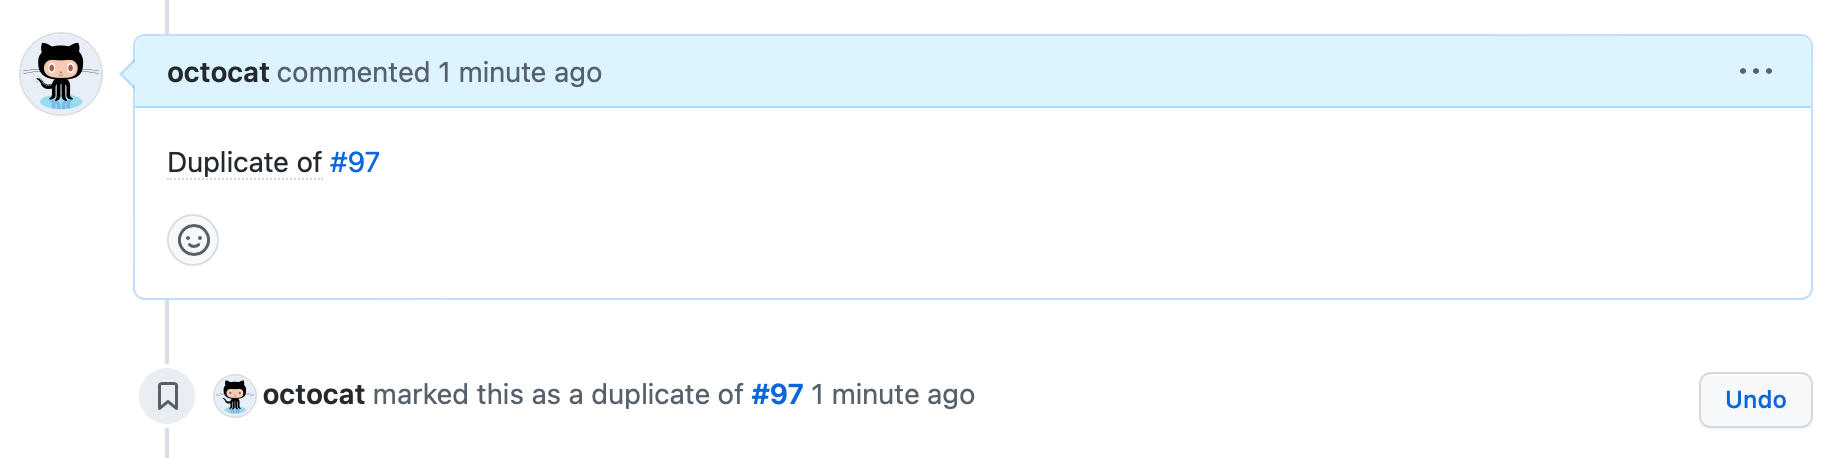 octocat commented 1 minute ago
Duplicate of #97
octocat marked this as a duplicate of #97 1 minute ago
Undo